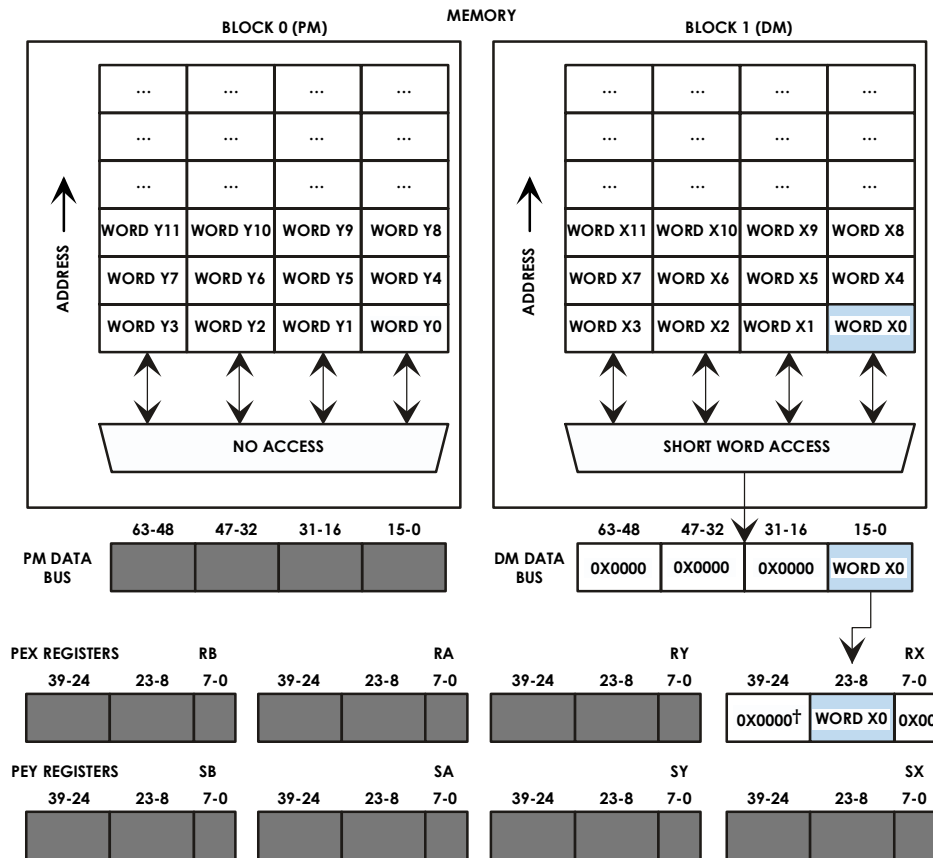 MEMORY
BLOCK 0 (PM) BLOCK 1 (DM)
... ... ... ... ... ... ... ...
... ... ... ... ... ... ... ...
... ... ... ... ... ... ... ...
WORD Y11 WORD Y10 WORD Y9 WORD Y8 WORD X11 WORD X10 WORD X9 WORD X8
ADDRESS ADDRESS
WORD Y7 WORD Y6 WORD Y5 WORD Y4 WORD X7 WORD X6 WORD X5 WORD X4
WORD Y3 WORD Y2 WORD Y1 WORD Y0 WORD X3 WORD X2 WORD X1 WORD X0
NO ACCESS SHORT WORD ACCESS
63-48 47-32 31-16 15-0 63-48 47-32 31-16 15-0
PM DATA BUS DM DATA BUS 0X0000 0X0000 0X0000 WORD X0
PEX REGISTERS RB RA RY RX
39-24 23-8 7-0 39-24 23-8 7-0 39-24 23-8 7-0 39-24 23-8 7-0
0X0000† WORD X0 0X00
PEY REGISTERS SB SA SY SX
39-24 23-8 7-0 39-24 23-8 7-0 39-24 23-8 7-0 39-24 23-8 7-0